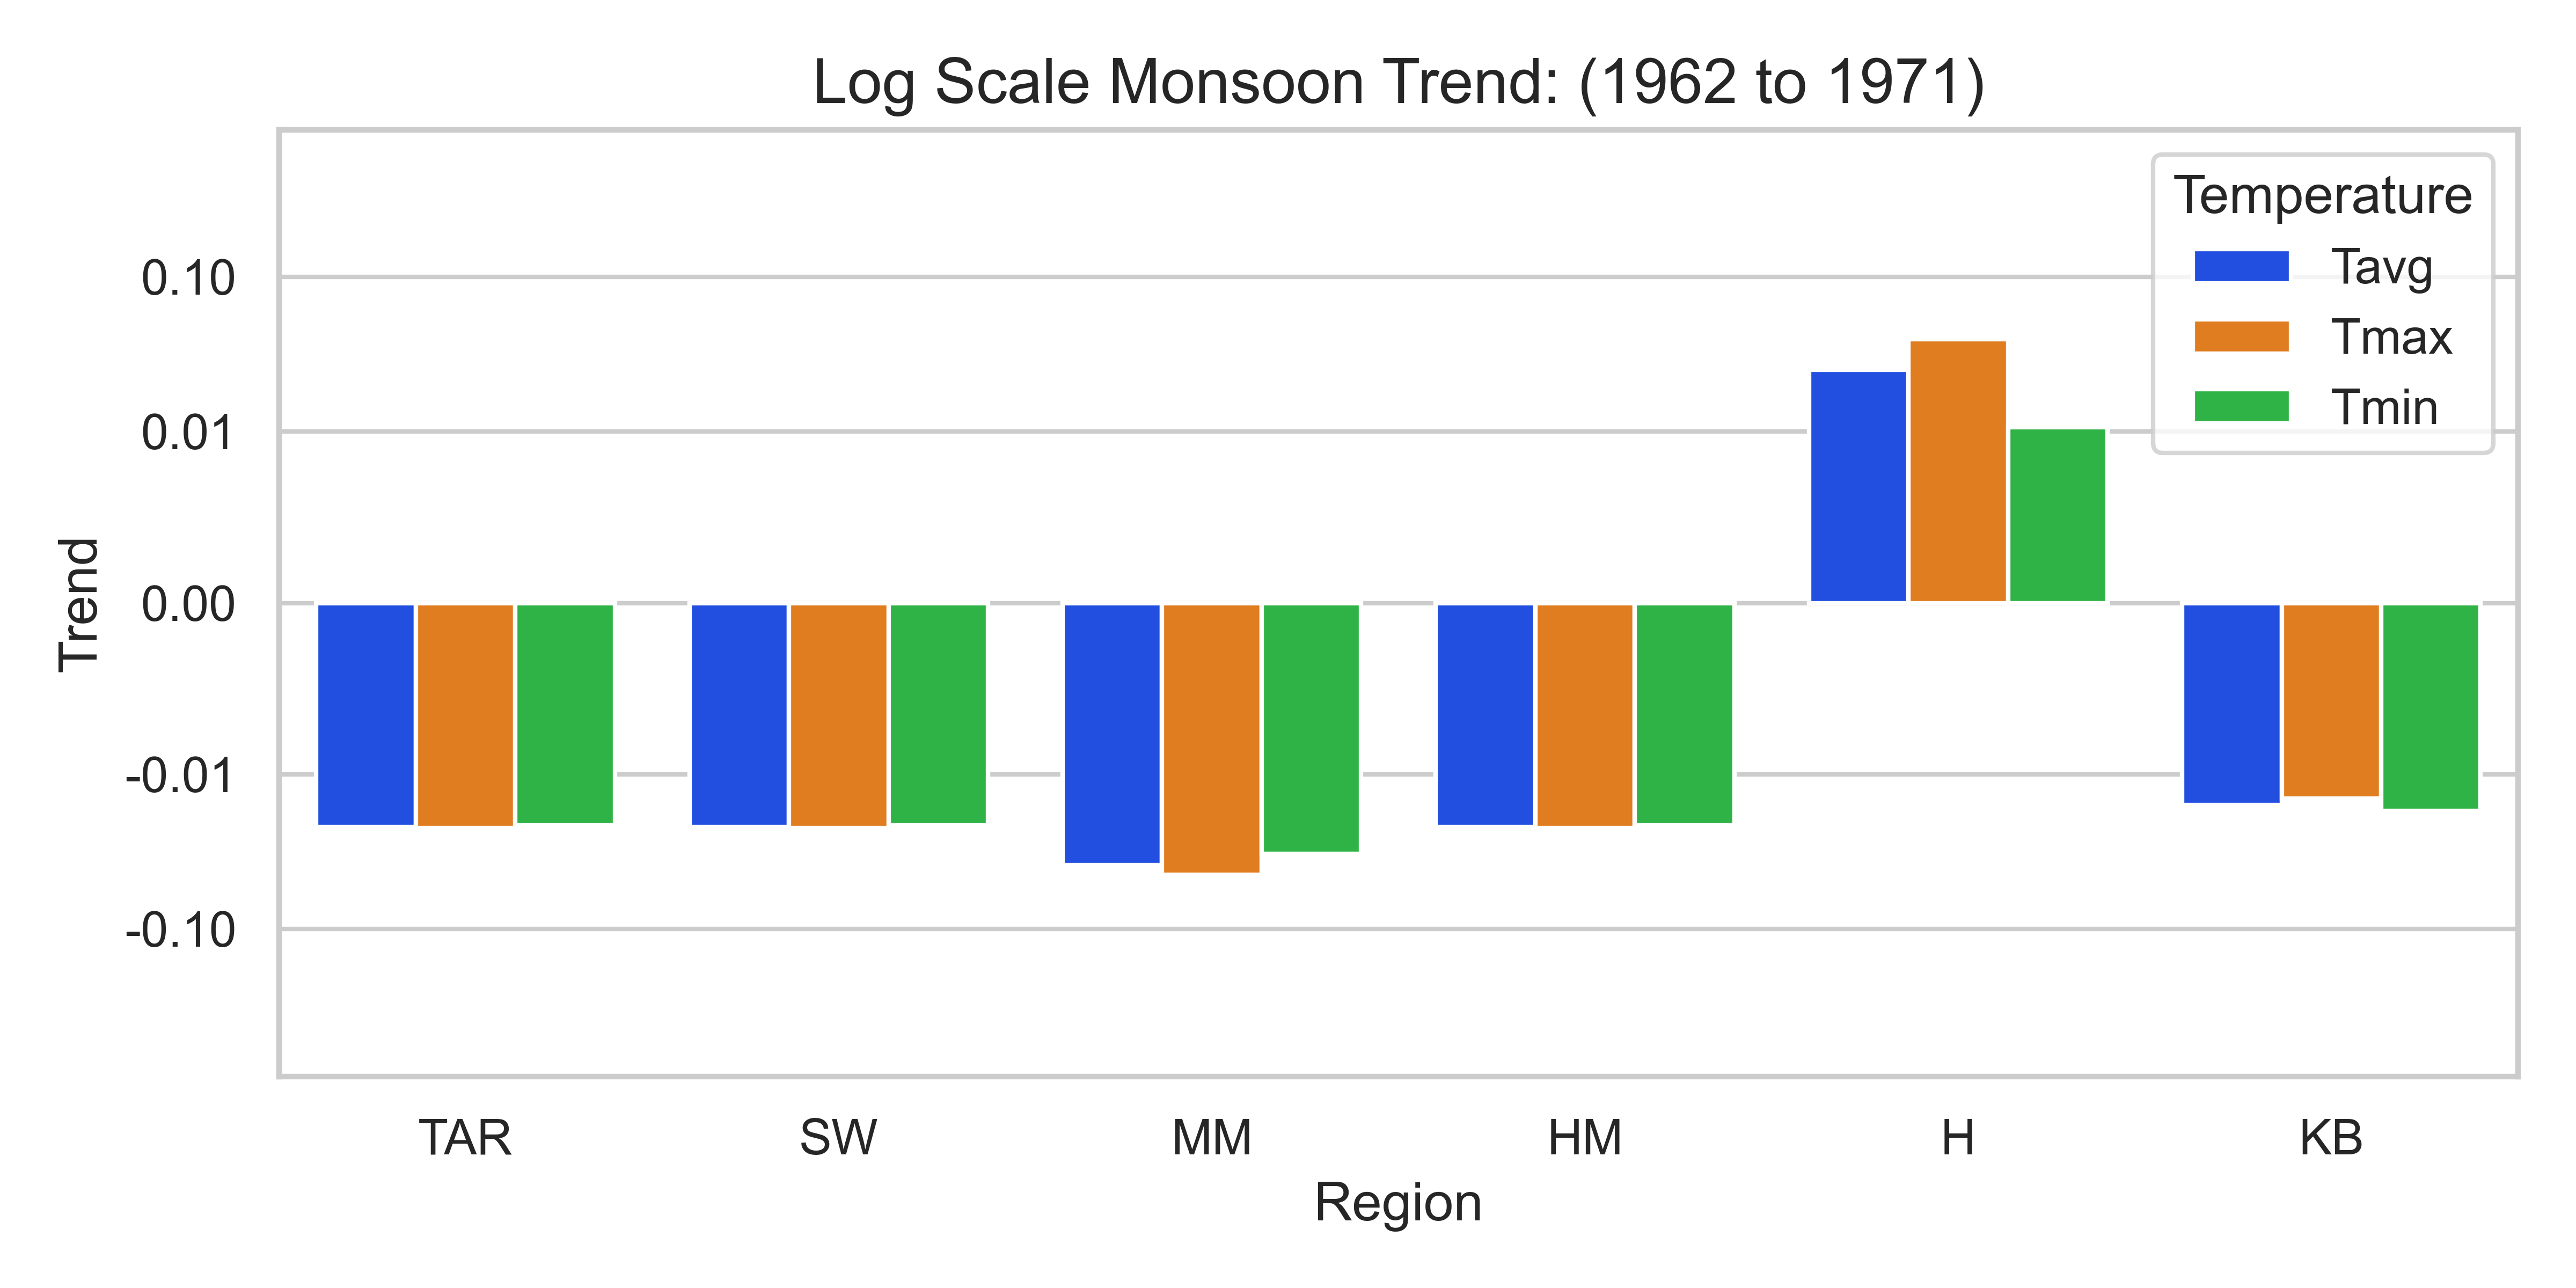 Log Scale Monsoon Trend: (1962 to 1971)
Temperature
Tavg
Tmax
Tmin
0.10
0.01
0.00
-0.01
-0.10
Trend
TAR SW MM HM H KB
Region